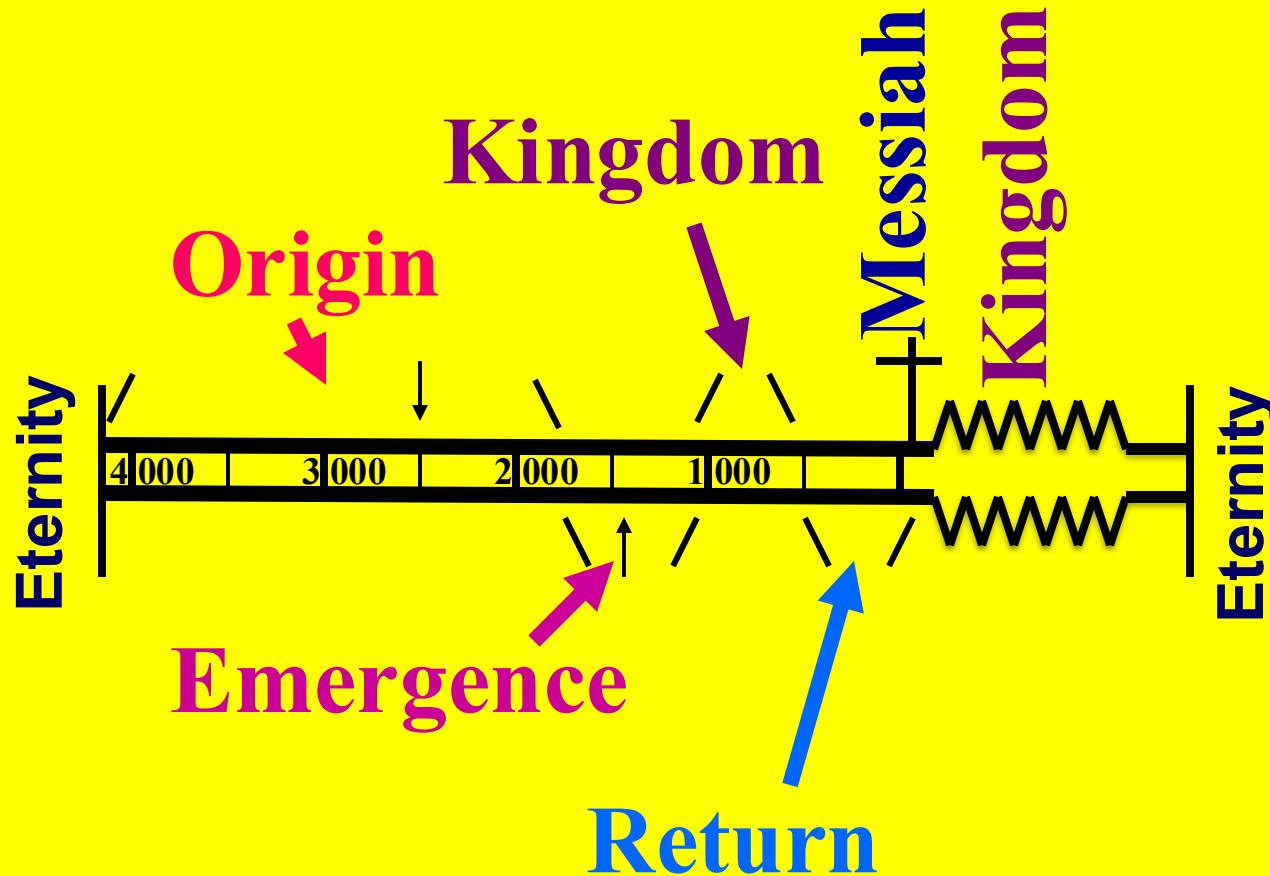 Messiah
Kingdom
Kingdom
Origin
Eternity
4 000
3 000
2 000
1 000
Eternity
Emergence
Return